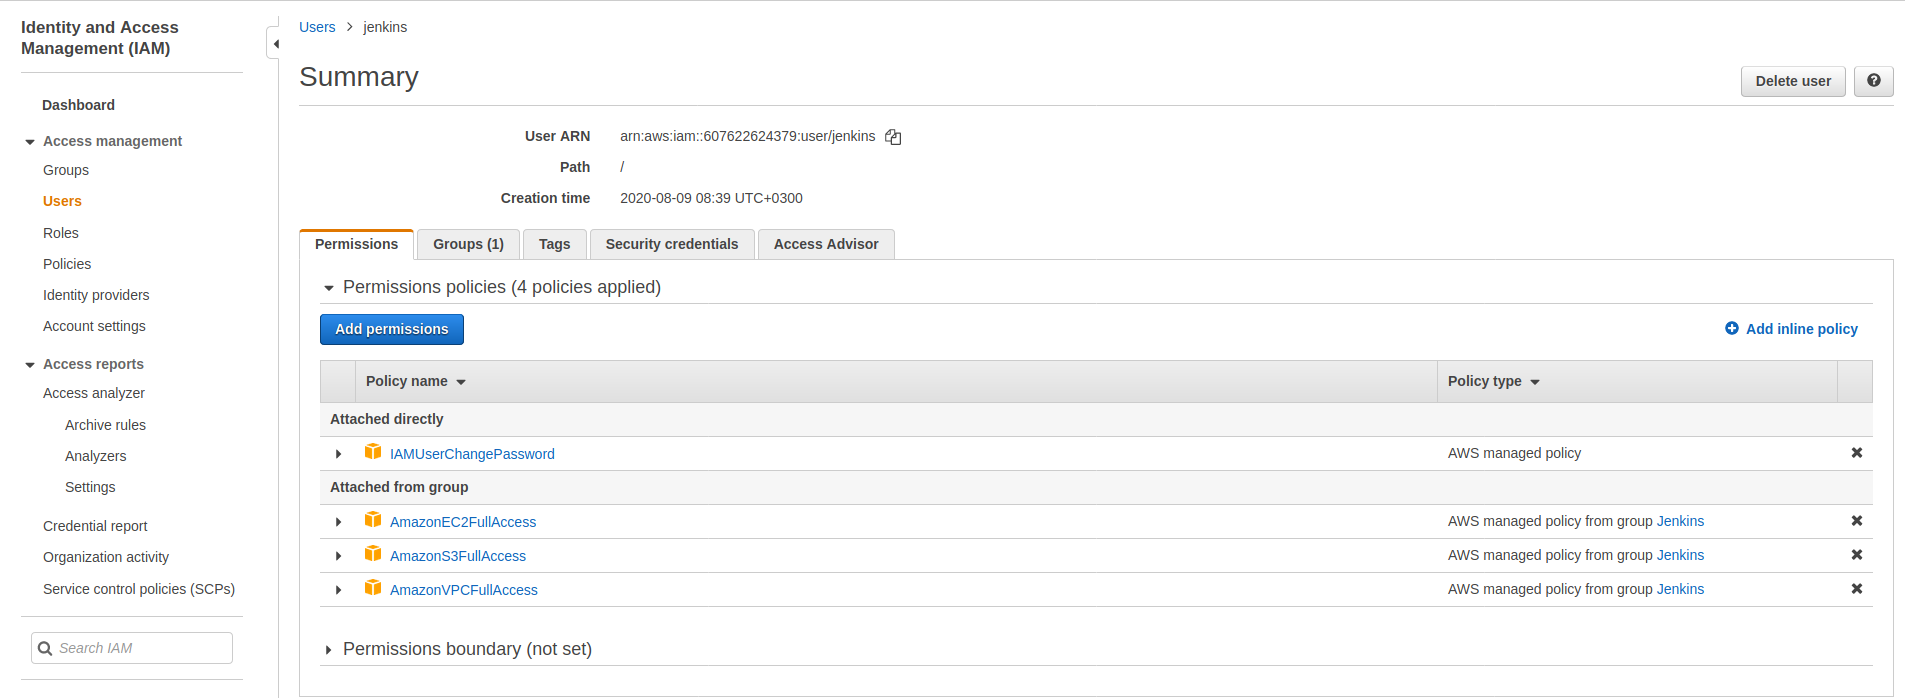 Identity and Access
Management (IAM)
Dashboard
Access management
Groups
Users
Roles
Policies
Identity providers
Account settings
Access reports
Access analyzer
Archive rules
Analyzers
Settings
Credential report
Organization activity
Service control policies (SCPs)
Search IAM
Users > jenkins
Summary
Delete user
User ARN arn:aws:iam::607622624379:user/jenkins
Path /
Creation time 2020-08-09 08:39 UTC+0300
Permissions Groups (1) Tags Security credentials Access Advisor
Permissions policies (4 policies applied)
Add permissions Add inline policy
Policy name Policy type
Attached directly
IAMUserChangePassword AWS managed policy
Attached from group
AmazonEC2FullAccess AWS managed policy from group Jenkins
AmazonS3FullAccess AWS managed policy from group Jenkins
AmazonVPCFullAccess AWS managed policy from group Jenkins
Permissions boundary (not set)